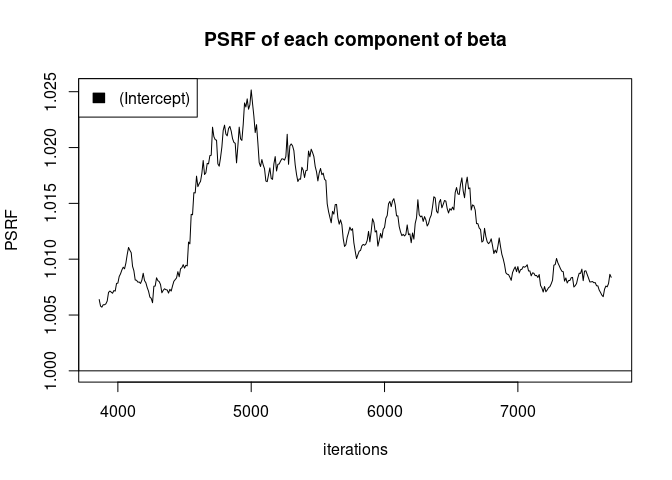 PSRF of each component of beta
(Intercept)
PSRF
1.025
1.020
1.015
1.010
1.005
1.000
4000 5000 6000 7000
iterations